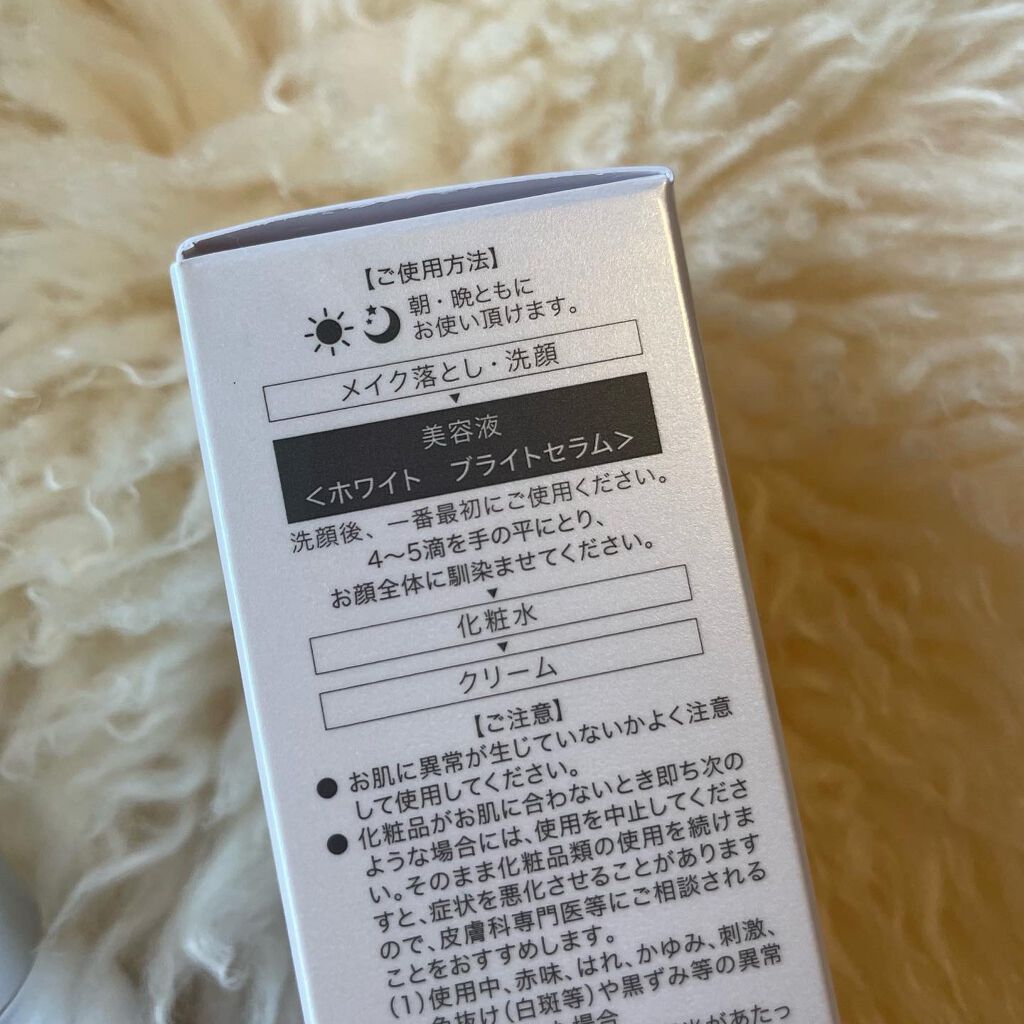 【ご使用方法】
朝・晩ともに
お使い頂けます。
メイク落とし・洗顔
美容液
<ホワイト ブライトセラム>
洗顔後、一番最初にご使用ください。
4〜5滴を手の平にとり、
お顔全体に馴染ませてください。
化粧水
クリーム
【ご注意】
● お肌に異常が生じていないかよく注意
して使用してください。
● 化粧品がお肌に合わないとき即ち次の
ような場合には、使用を中止してくださ
い。そのまま化粧品類の使用を続けま
すと、症状を悪化させることがあります
ので、皮膚科専門医等にご相談される
ことをおすすめします。
(1)使用中、赤味、はれ、かゆみ、刺激、
色抜け(白斑等)や黒ずみ等の異常
場合
があたっ